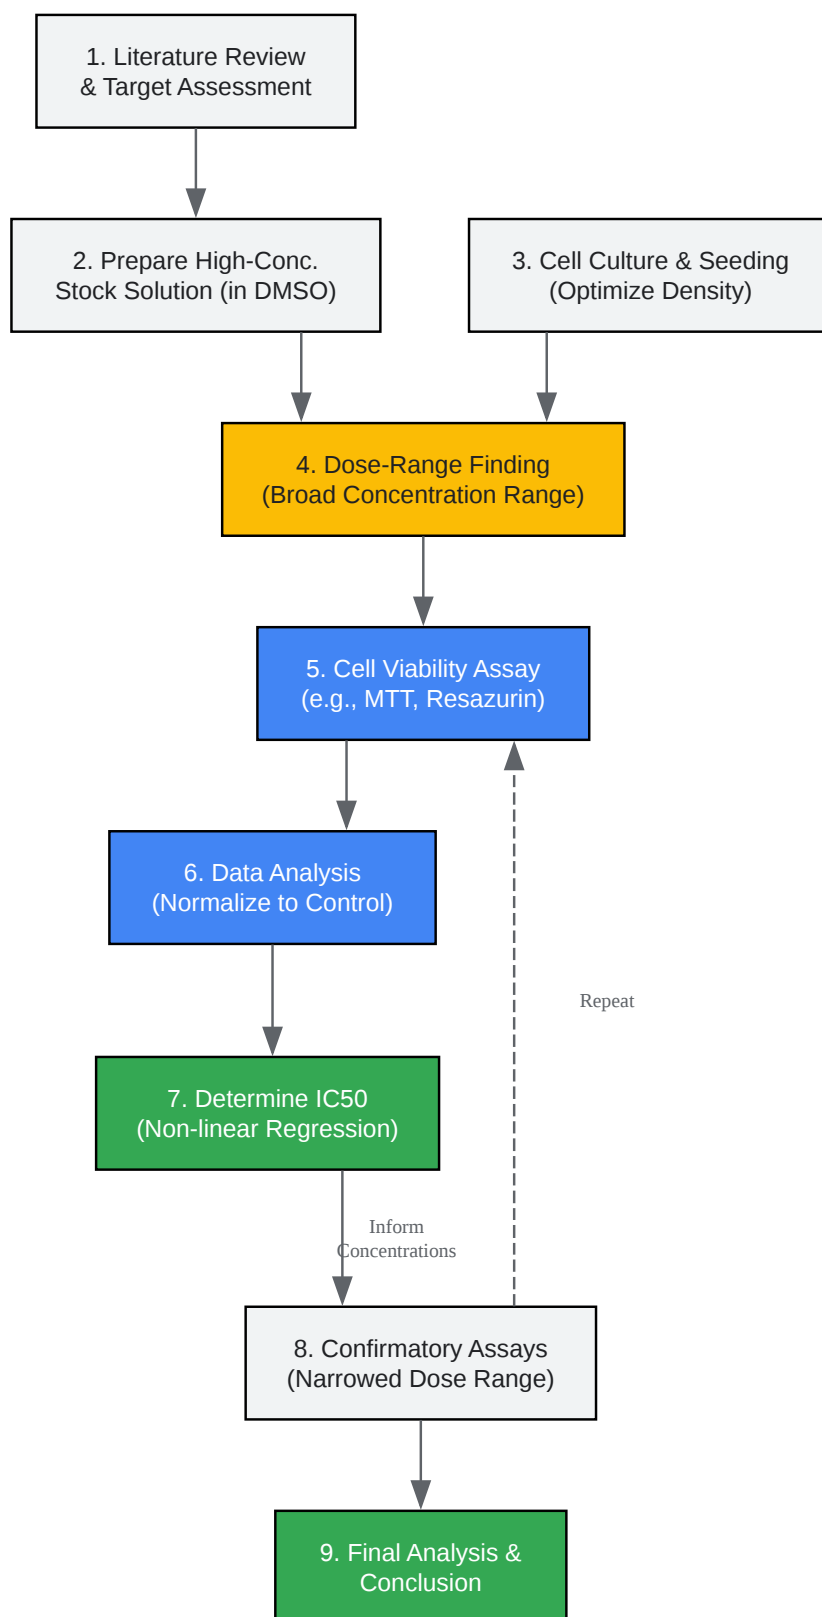 1. Literature Review
& Target Assessment
2. Prepare High-Conc.
Stock Solution (in DMSO)
3. Cell Culture & Seeding
(Optimize Density)
4. Dose-Range Finding
(Broad Concentration Range)
5. Cell Viability Assay
(e.g., MTT, Resazurin)
6. Data Analysis
(Normalize to Control)
Repeat
7. Determine IC50
(Non-linear Regression)
Inform
Concentrations
8. Confirmatory Assays
(Narrowed Dose Range)
9. Final Analysis &
Conclusion